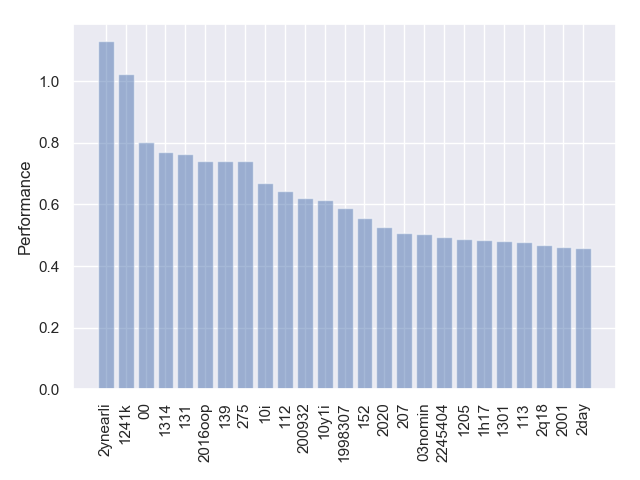 1.0
0.8
0.6
0.4
0.2
0.0
Performance
2ynearli
1241k
00
1314
131
2016oop
139
275
10i
112
200932
10y1i
1998307
152
2020
207
03nomin
2245404
1205
1h17
1301
113
2q18
2001
2day